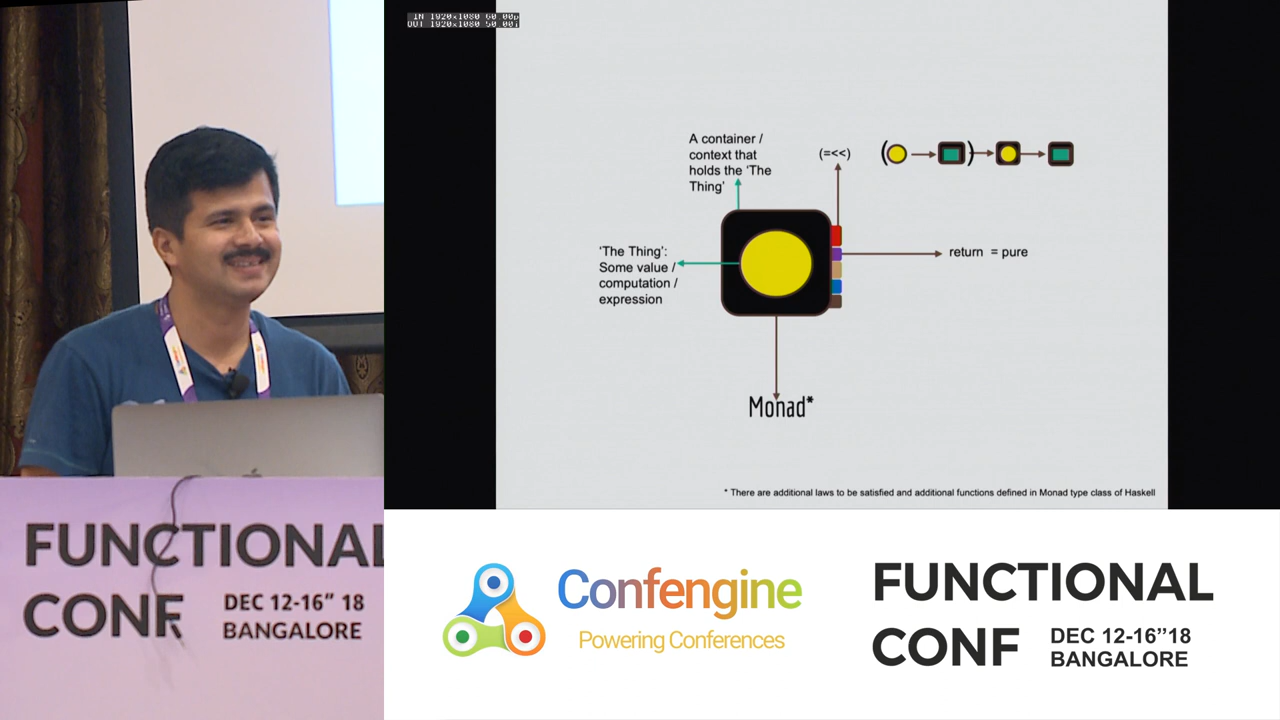 IN 1920x1080 60.00p
OUT 1920x1080 50.00i
A container /
context that
holds the 'The
Thing'
(=<<)
( ) 
'The Thing':
Some value /
computation /
expression
return = pure
Monad*
* There are additional laws to be satisfied and additional functions defined in Monad type class of Haskell
FUNCTIONAL
CONF
DEC 12-16" 18
BANGALORE
Confengine
Powering Conferences
FUNCTIONAL
CONF
DEC 12-16"18
BANGALORE